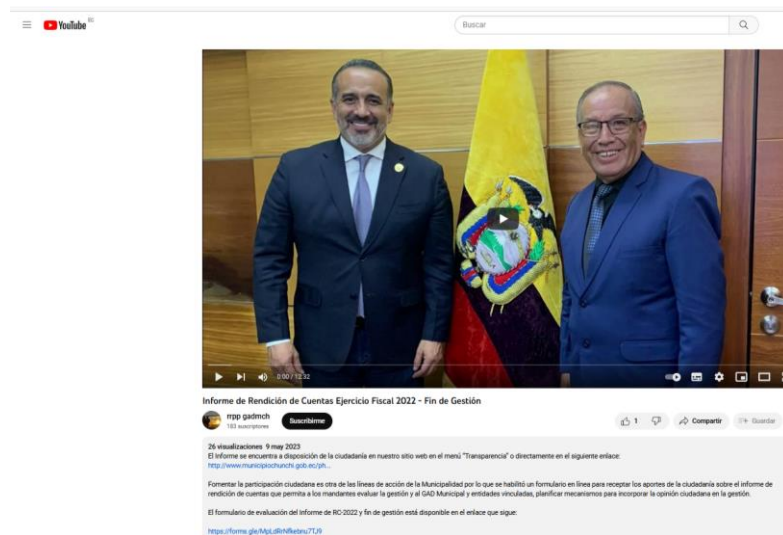 YouTube EC
Buscar
0:00 / 12:32
Informe de Rendición de Cuentas Ejercicio Fiscal 2022 - Fin de Gestión
rrpp gadmch
183 suscriptores
Suscribirme
1
Compartir
Guardar
26 visualizaciones 9 may 2023
El Informe se encuentra a disposición de la ciudadanía en nuestro sitio web en el menú "Transparencia" o directamente en el siguiente enlace:
http://www.municipiochunchi.gob.ec/ph...
Fomentar la participación ciudadana es otra de las líneas de acción de la Municipalidad por lo que se habilitó un formulario en línea para receptar los aportes de la ciudadanía sobre el informe de
rendición de cuentas que permita a los mandantes evaluar la gestión y al GAD Municipal y entidades vinculadas, planificar mecanismos para incorporar la opinión ciudadana en la gestión.
El formulario de evaluación del Informe de RC-2022 y fin de gestión está disponible en el enlace que sigue: